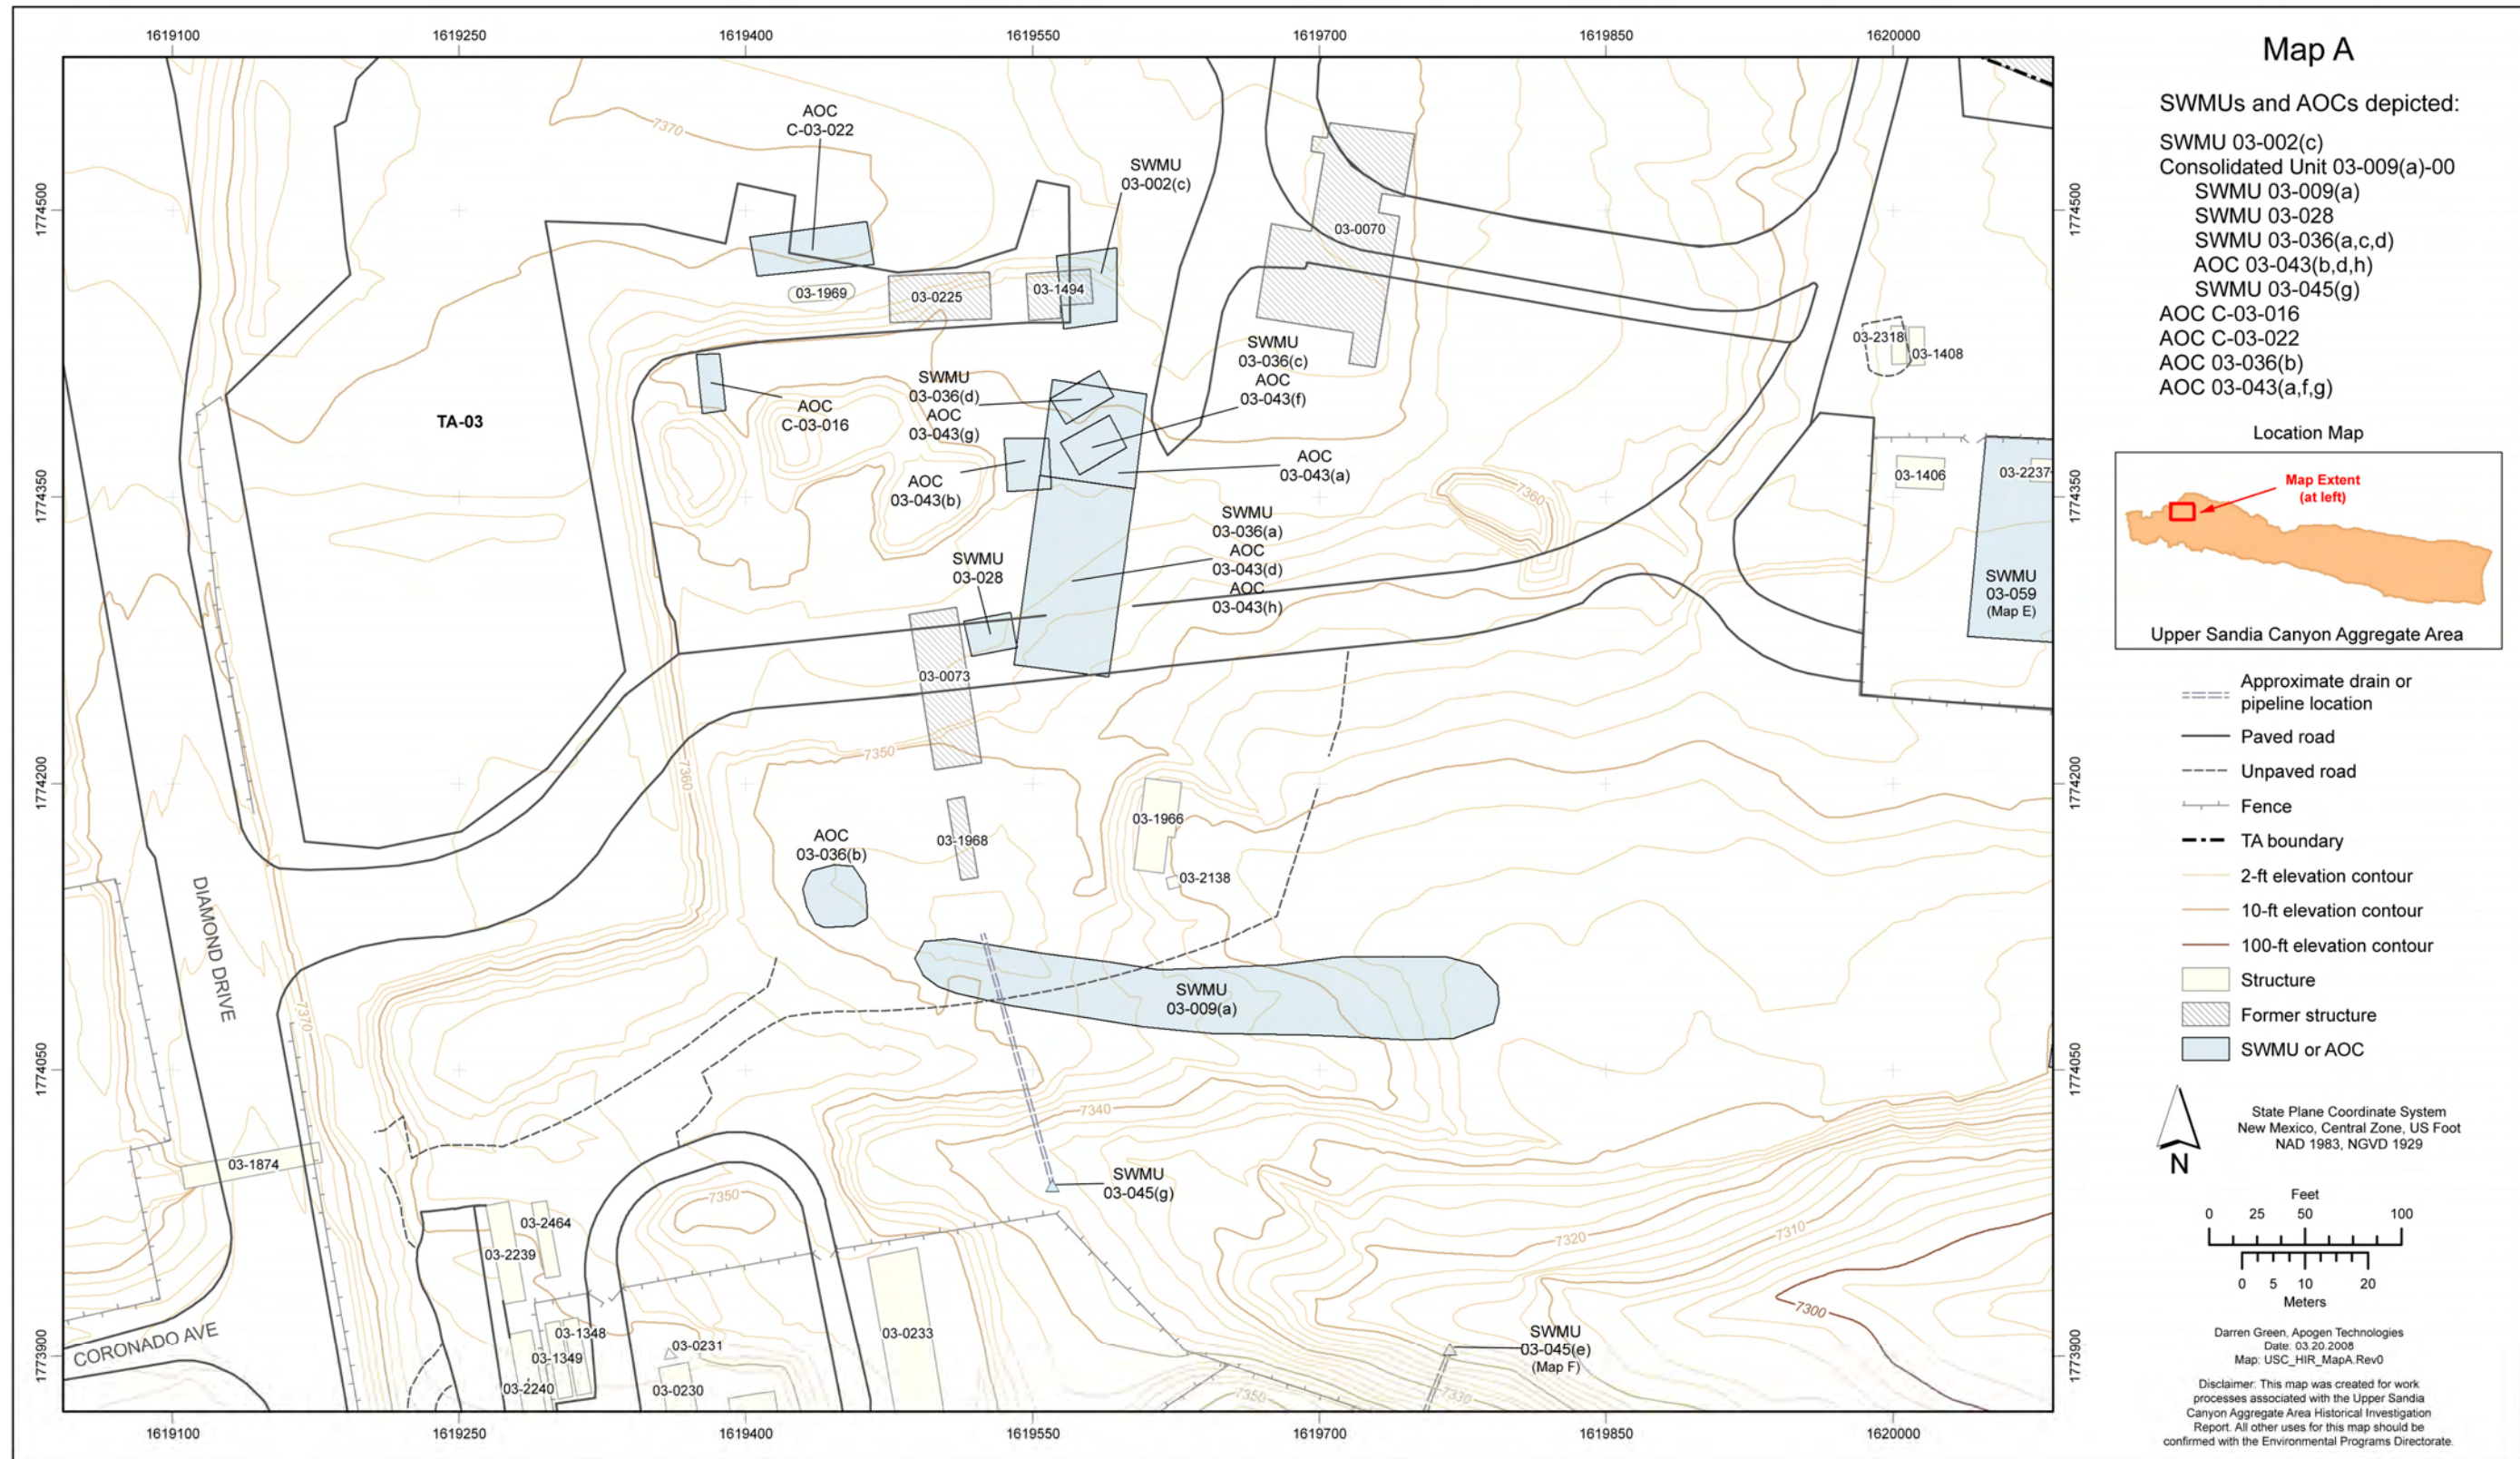 1619100 1619250 1619400 1619550 1619700 1619850 1620000
1774500
1774350
1774200
1774050
1773900
7370
AOC
C-03-022
SWMU
03-002(c)
03-0070
03-1969
03-0225
03-1494
03-2318
03-1408
TA-03
AOC
C-03-016
SWMU
03-036(d)
AOC
03-043(g)
SWMU
03-036(c)
AOC
03-043(f)
AOC
03-043(b)
AOC
03-043(a)
7360
03-1406
03-2237
SWMU
03-036(a)
AOC
03-043(d)
AOC
03-043(h)
SWMU
03-028
SWMU
03-059
(Map E)
03-0073
7350
7360
03-1966
03-1968
AOC
03-036(b)
03-2138
DIAMOND DRIVE
7370
SWMU
03-009(a)
7340
03-1874
SWMU
03-045(g)
7350
03-2464
03-2239
7320
7310
7300
CORONADO AVE
03-1348
03-1349
03-2240
03-0231
03-0230
03-0233
SWMU
03-045(e)
(Map F)
7350
7330
1774500
1774350
1774200
1774050
1773900
1619100 1619250 1619400 1619550 1619700 1619850 1620000
Map A
SWMUs and AOCs depicted:
SWMU 03-002(c)
Consolidated Unit 03-009(a)-00
SWMU 03-009(a)
SWMU 03-028
SWMU 03-036(a,c,d)
AOC 03-043(b,d,h)
SWMU 03-045(g)
AOC C-03-016
AOC C-03-022
AOC 03-036(b)
AOC 03-043(a,f,g)
Location Map
Map Extent
(at left)
Upper Sandia Canyon Aggregate Area
Approximate drain or
pipeline location
Paved road
Unpaved road
Fence
TA boundary
2-ft elevation contour
10-ft elevation contour
100-ft elevation contour
Structure
Former structure
SWMU or AOC
N
State Plane Coordinate System
New Mexico, Central Zone, US Foot
NAD 1983, NGVD 1929
Feet
0 25 50 100
0 5 10 20
Meters
Darren Green, Apogen Technologies
Date: 03.20.2008
Map: USC_HIR_MapA.Rev0
Disclaimer: This map was created for work
processes associated with the Upper Sandia
Canyon Aggregate Area Historical Investigation
Report. All other uses for this map should be
confirmed with the Environmental Programs Directorate.